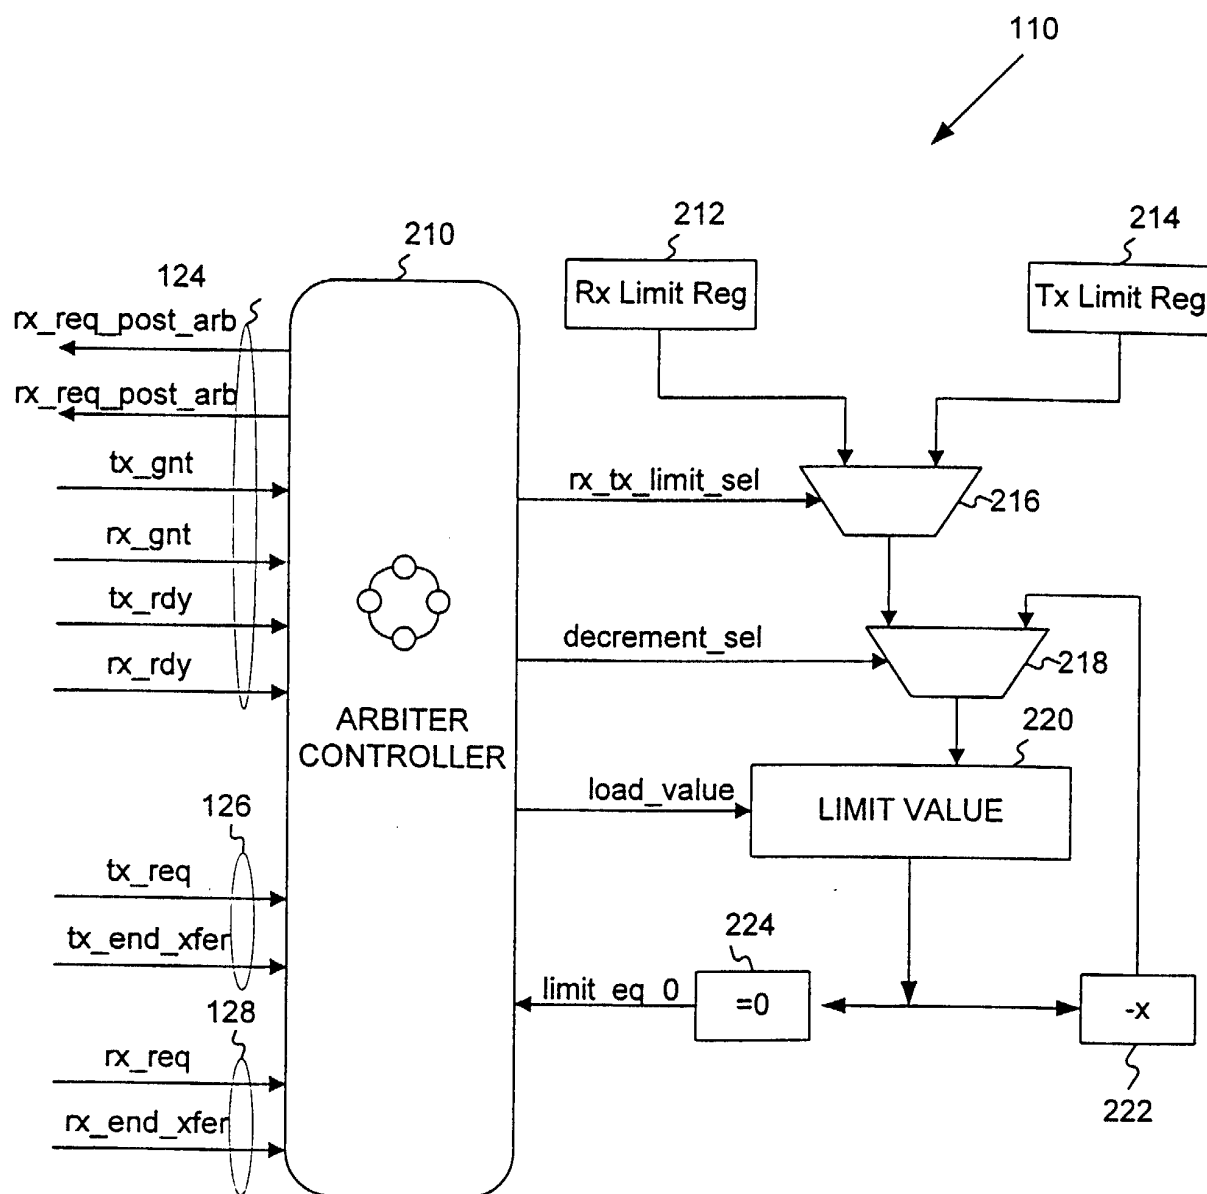 110
212
214
210
124
Rx Limit Reg
Tx Limit Reg
rx_req_post_arb
rx_req_post_arb
tx_gnt
rx_tx_limit_sel
216
rx_gnt
tx_rdy
decrement_sel
rx_rdy
218
ARBITER
CONTROLLER
220
load_value
LIMIT VALUE
126
tx_req
224
tx_end_xfer
limit_eq_0
=0
-x
128
rx_req
222
rx_end_xfer